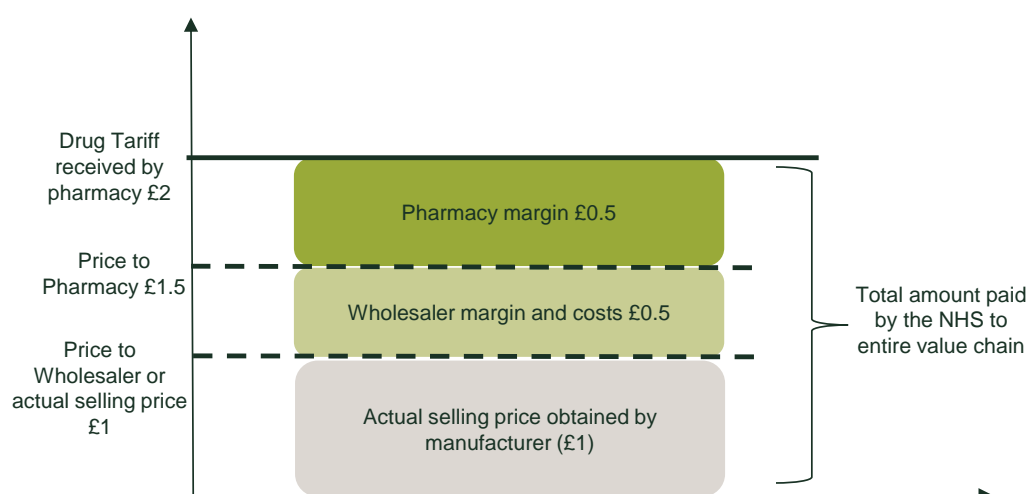 Drug Tariff
received by
pharmacy £2
Pharmacy margin £0.5
Price to
Pharmacy £1.5
Wholesaler margin and costs £0.5
Total amount paid
by the NHS to
entire value chain
Price to
Wholesaler or
actual selling price
£1
Actual selling price obtained by
manufacturer (£1)